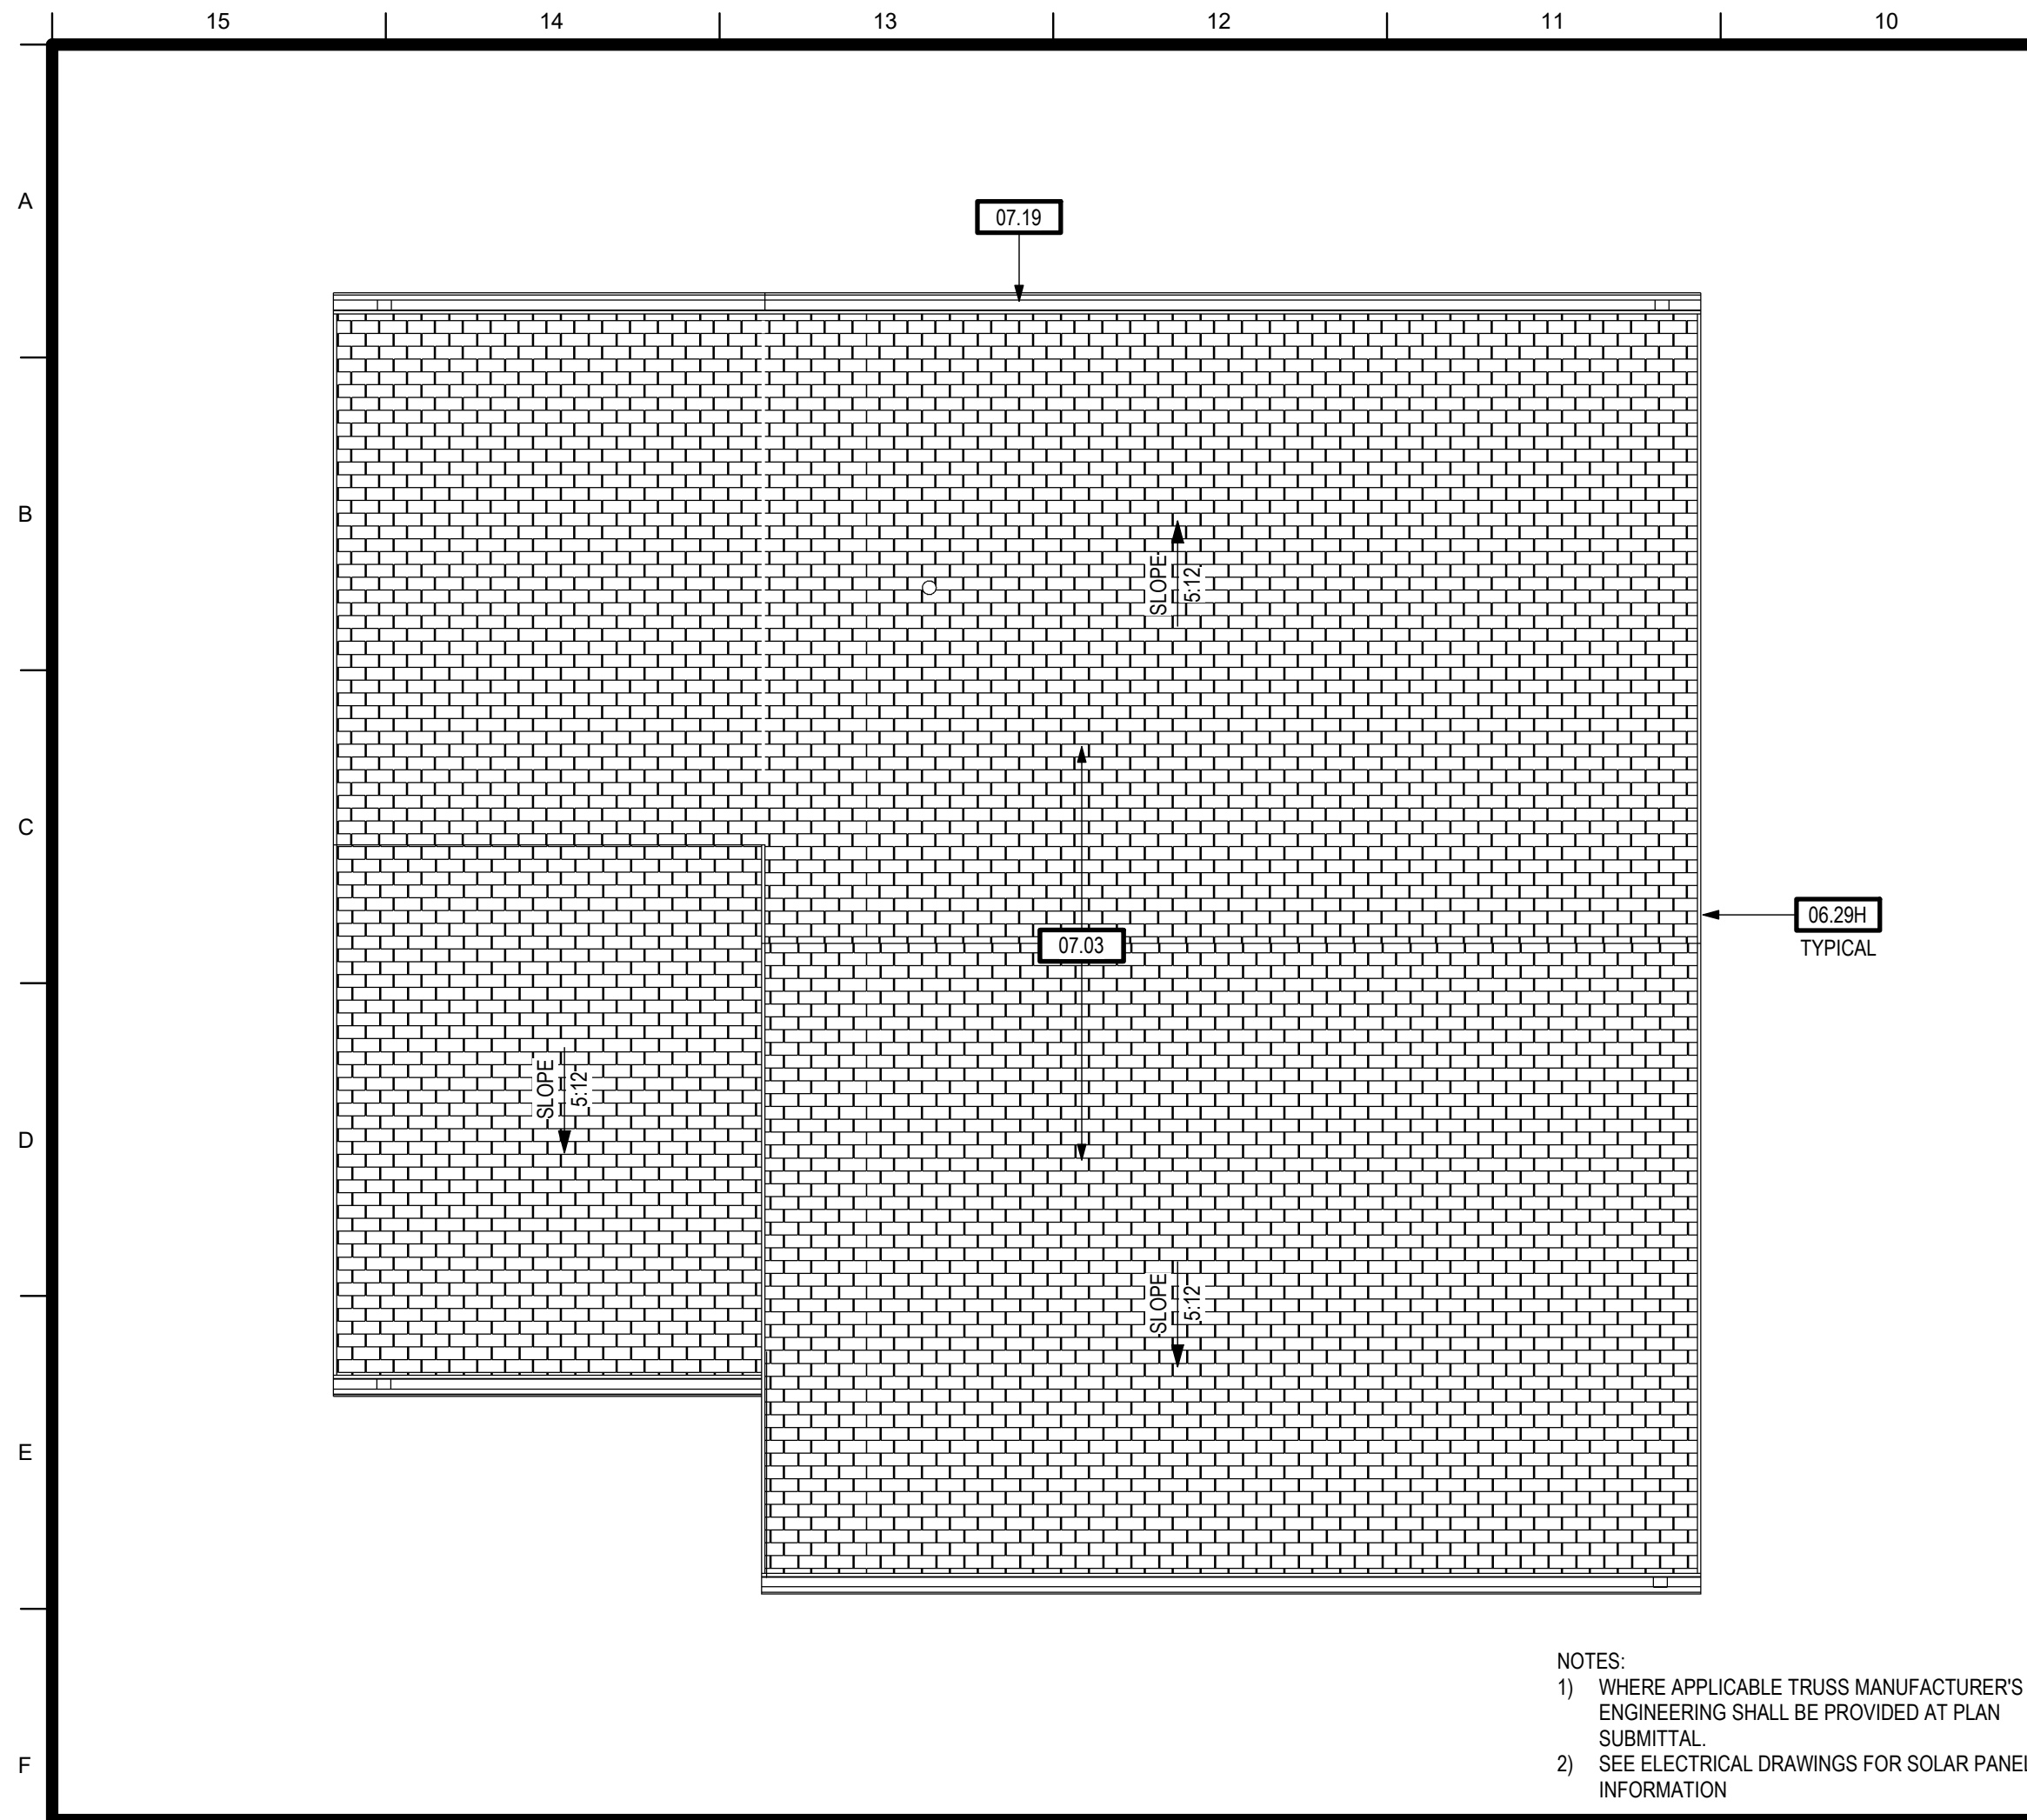 15
14
13
12
11
10
A
B
C
D
E
F
07.19
SLOPE
5:12
07.03
06.29H
TYPICAL
SLOPE
5:12
SLOPE
5:12
NOTES:
1) WHERE APPLICABLE TRUSS MANUFACTURER'S
ENGINEERING SHALL BE PROVIDED AT PLAN
SUBMITTAL.
2) SEE ELECTRICAL DRAWINGS FOR SOLAR PANEL
INFORMATION